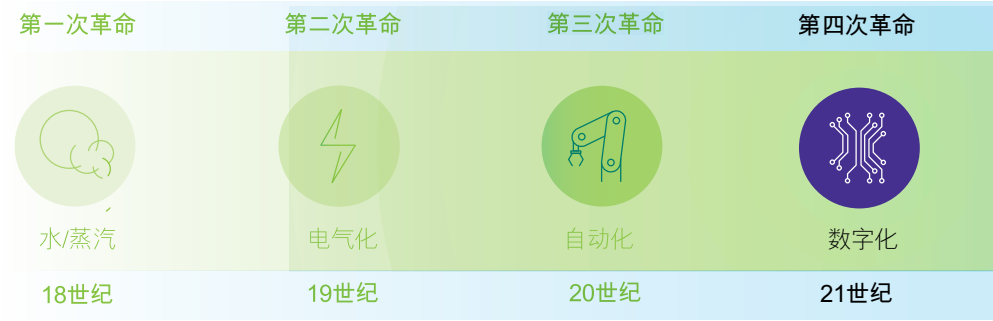 第一次革命 第二次革命 第三次革命 第四次革命
水/蒸汽 电气化 自动化 数字化
18世纪 19世纪 20世纪 21世纪